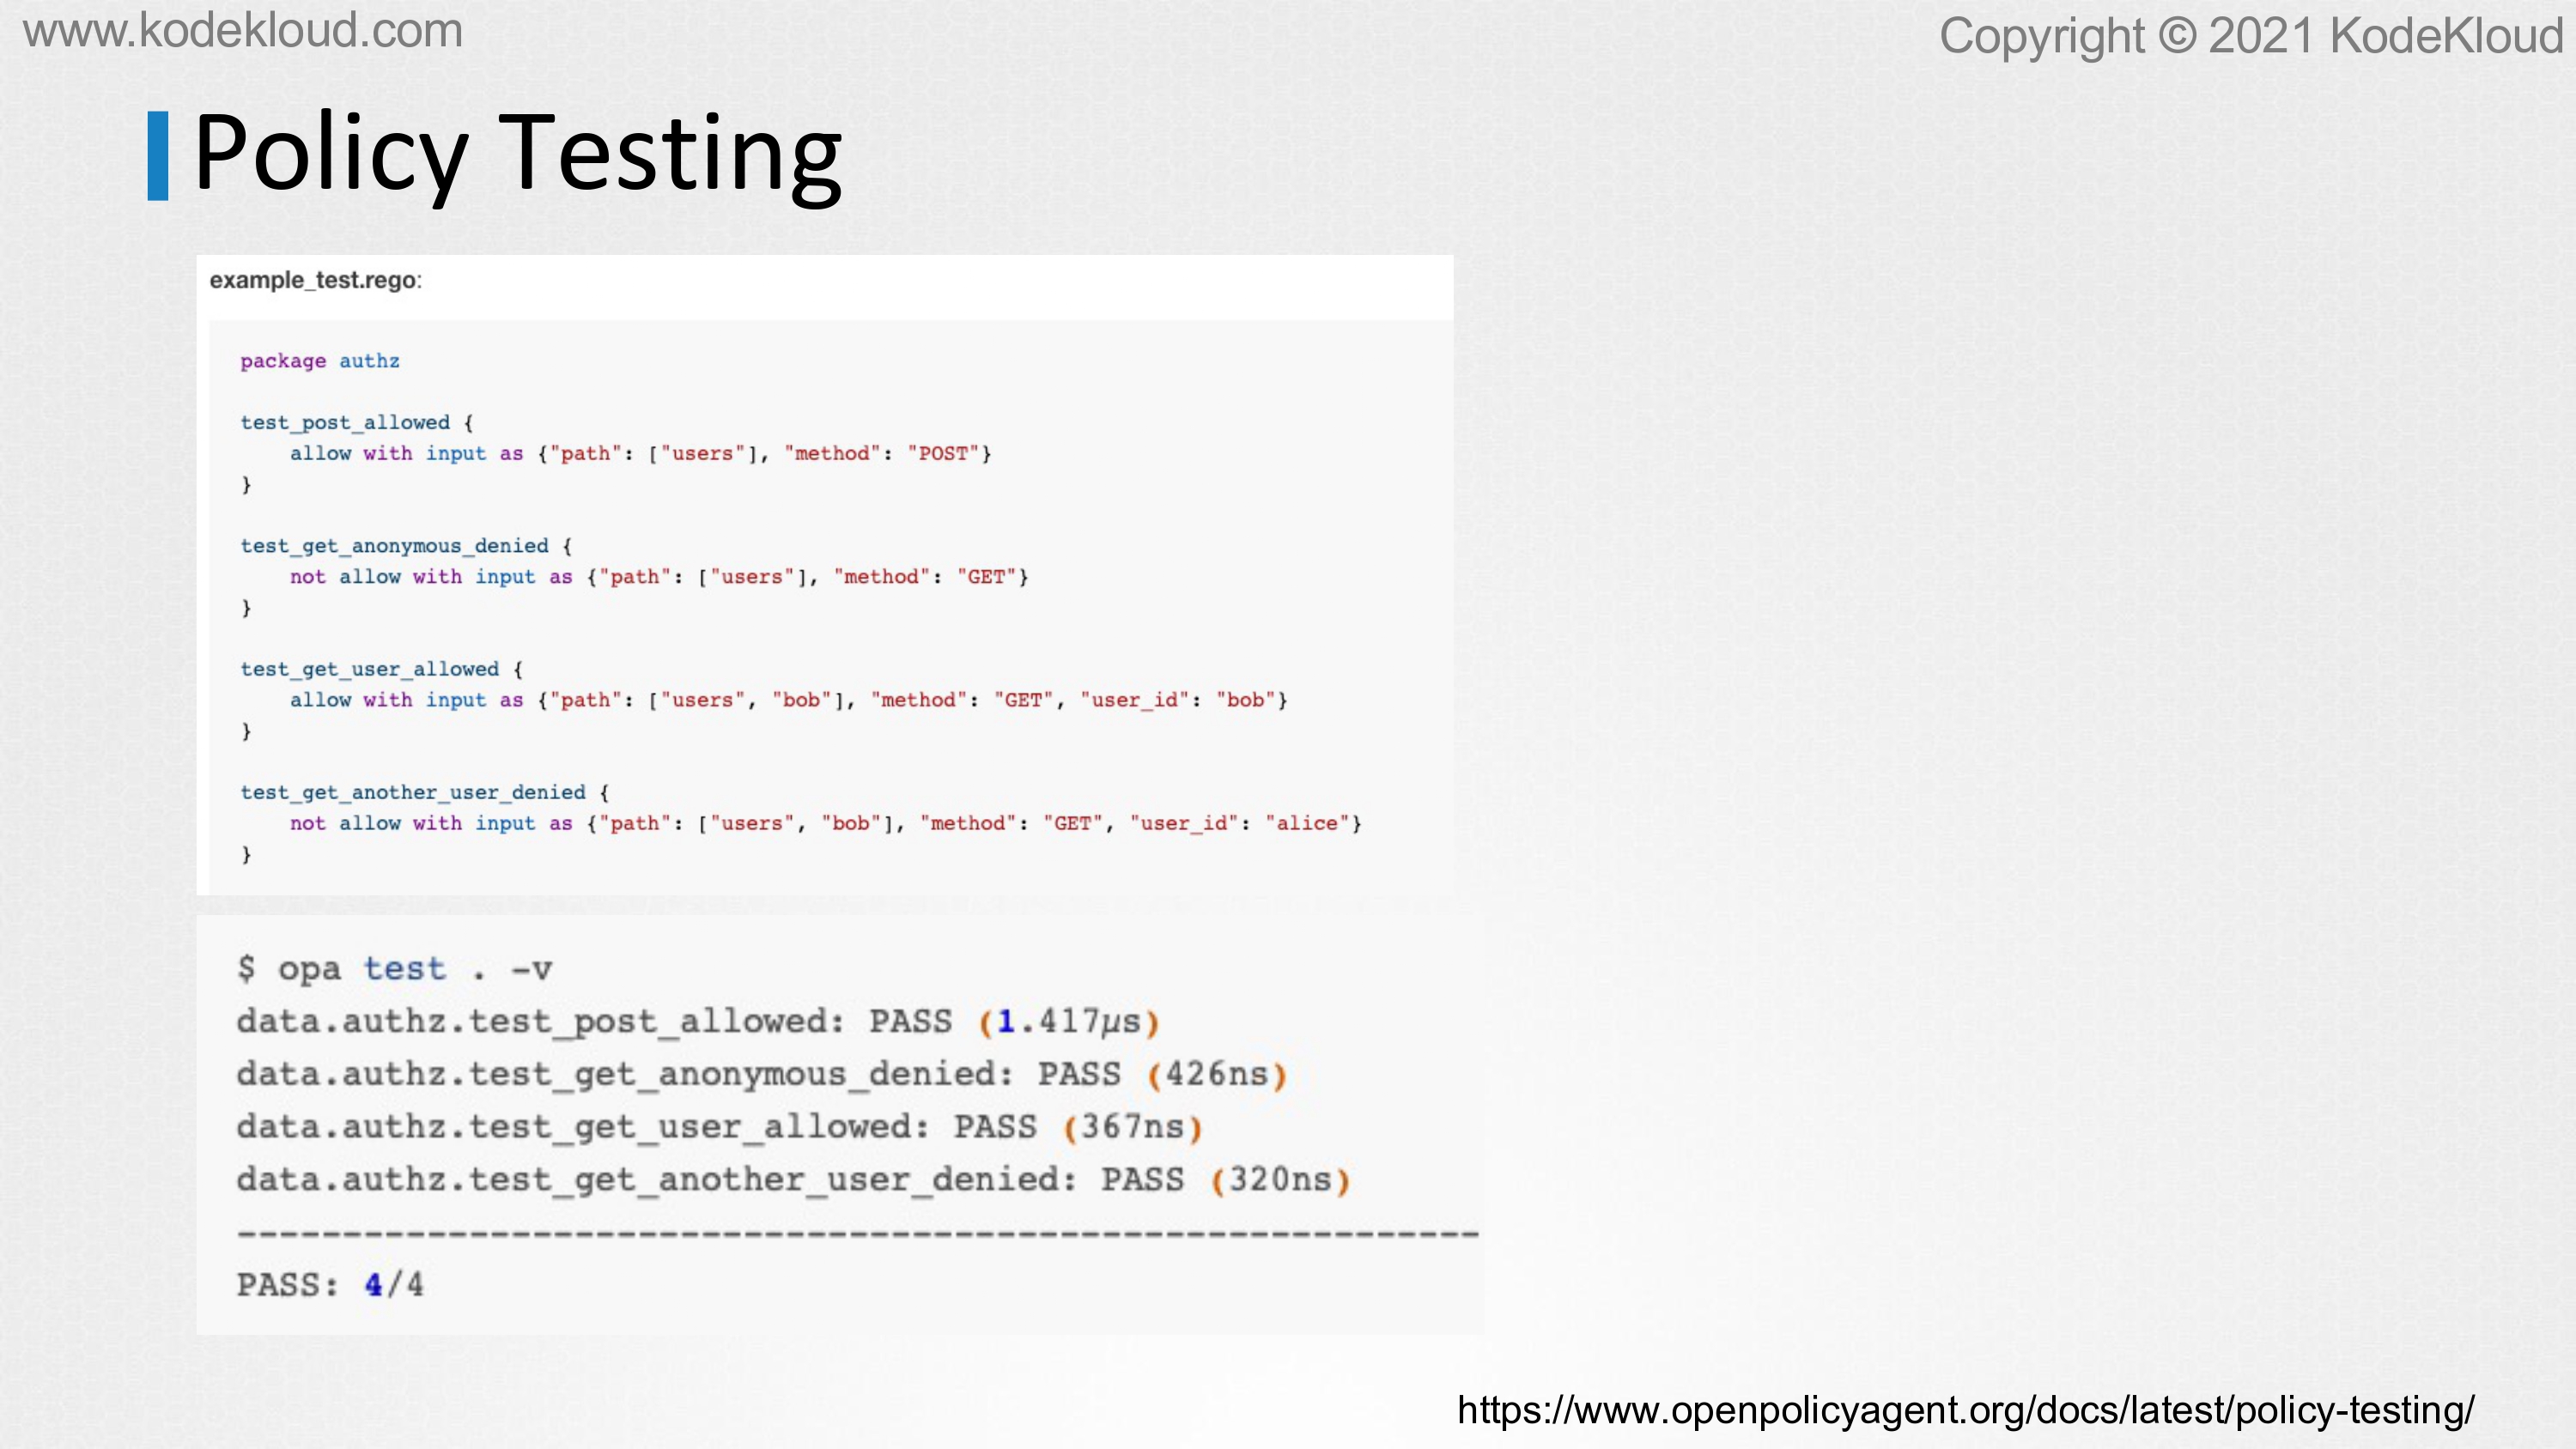 www.kodekloud.com
Copyright © 2021 KodeKloud
Policy Testing
example_test.rego:
package authz
test_post_allowed {
    allow with input as {"path": ["users"], "method": "POST"}
}
test_get_anonymous_denied {
    not allow with input as {"path": ["users"], "method": "GET"}
}
test_get_user_allowed {
    allow with input as {"path": ["users", "bob"], "method": "GET", "user_id": "bob"}
}
test_get_another_user_denied {
    not allow with input as {"path": ["users", "bob"], "method": "GET", "user_id": "alice"}
}
$ opa test . -v
data.authz.test_post_allowed: PASS (1.417µs)
data.authz.test_get_anonymous_denied: PASS (426ns)
data.authz.test_get_user_allowed: PASS (367ns)
data.authz.test_get_another_user_denied: PASS (320ns)
-----------------------------------------------------------
PASS: 4/4
https://www.openpolicyagent.org/docs/latest/policy-testing/